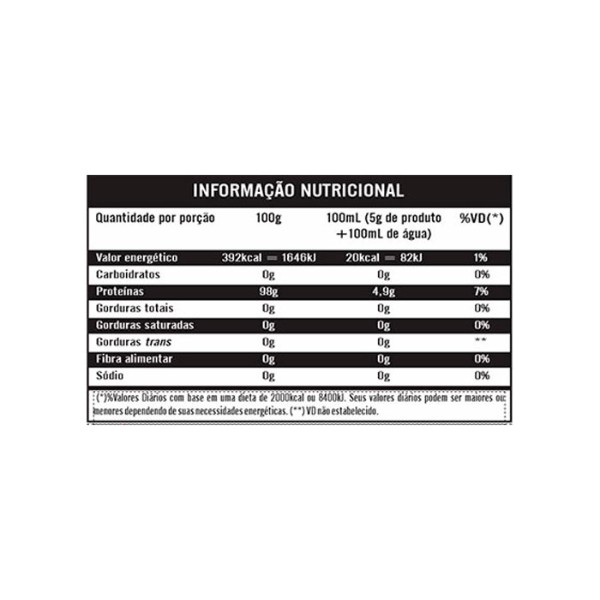 INFORMAÇÃO NUTRICIONAL
Quantidade por porção 100g 100mL (5g de produto +100mL de água) %VD(*)
Valor energético 392kcal = 1646kJ 20kcal = 82kJ 1%
Carboidratos 0g 0g 0%
Proteínas 98g 4,9g 7%
Gorduras totais 0g 0g 0%
Gorduras saturadas 0g 0g 0%
Gorduras trans 0g 0g **
Fibra alimentar 0g 0g 0%
Sódio 0g 0g 0%
(*)%Valores Diários com base em uma dieta de 2000kcal ou 8400kJ. Seus valores diários podem ser maiores ou
menores dependendo de suas necessidades energéticas. (**) VD não estabelecido.